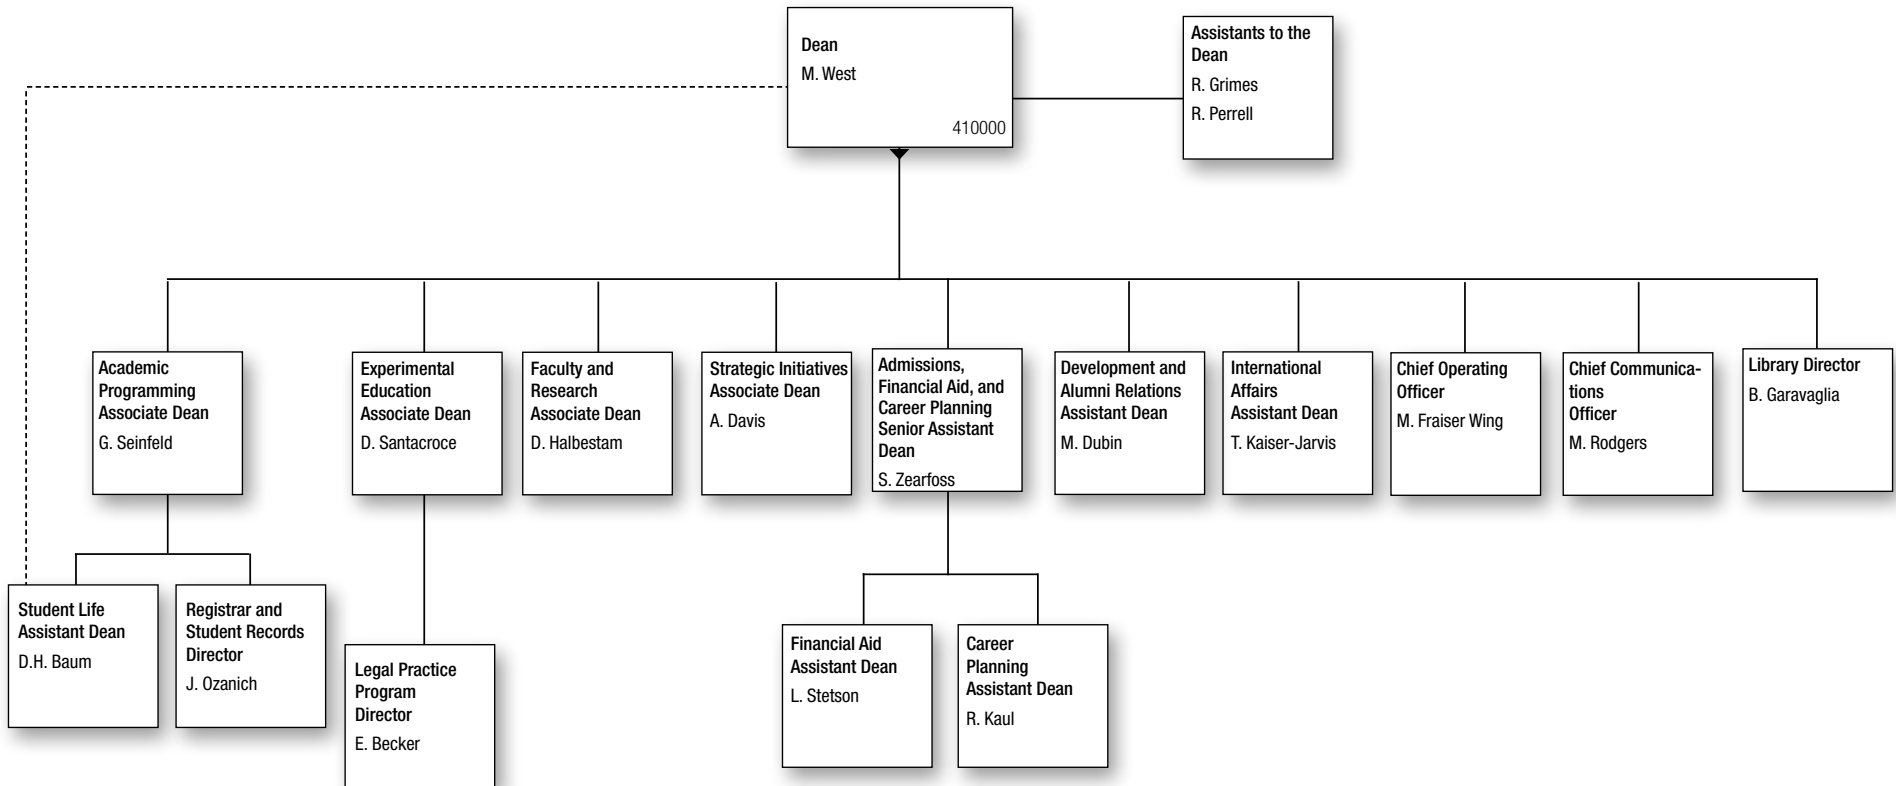 Dean
M. West
410000
Assistants to the
Dean
R. Grimes
R. Perrell
Academic
Programming
Associate Dean
G. Seinfeld
Experimental
Education
Associate Dean
D. Santacroce
Faculty and
Research
Associate Dean
D. Halbestam
Strategic Initiatives
Associate Dean
A. Davis
Admissions,
Financial Aid, and
Career Planning
Senior Assistant
Dean
S. Zearfoss
Development and
Alumni Relations
Assistant Dean
M. Dubin
International
Affairs
Assistant Dean
T. Kaiser-Jarvis
Chief Operating
Officer
M. Fraiser Wing
Chief Communica-
tions
Officer
M. Rodgers
Library Director
B. Garavaglia
Student Life
Assistant Dean
D.H. Baum
Registrar and
Student Records
Director
J. Ozanich
Legal Practice
Program
Director
E. Becker
Financial Aid
Assistant Dean
L. Stetson
Career
Planning
Assistant Dean
R. Kaul